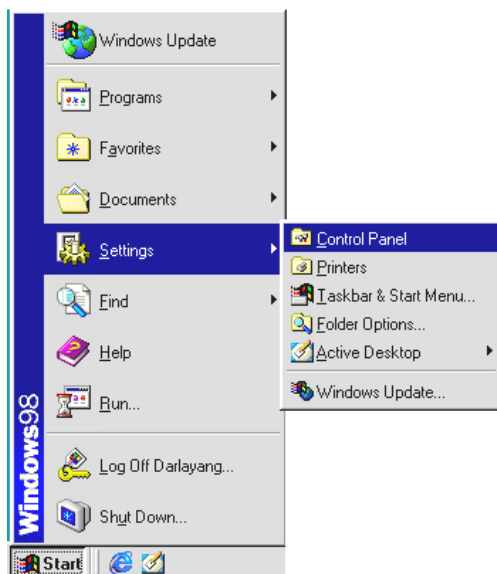 Windows Update
Programs
Favorites
Documents
Settings
Find
Help
Run...
Log Off Darlayang...
Shut Down...
Windows98
Start
Control Panel
Printers
Taskbar & Start Menu...
Folder Options...
Active Desktop
Windows Update...